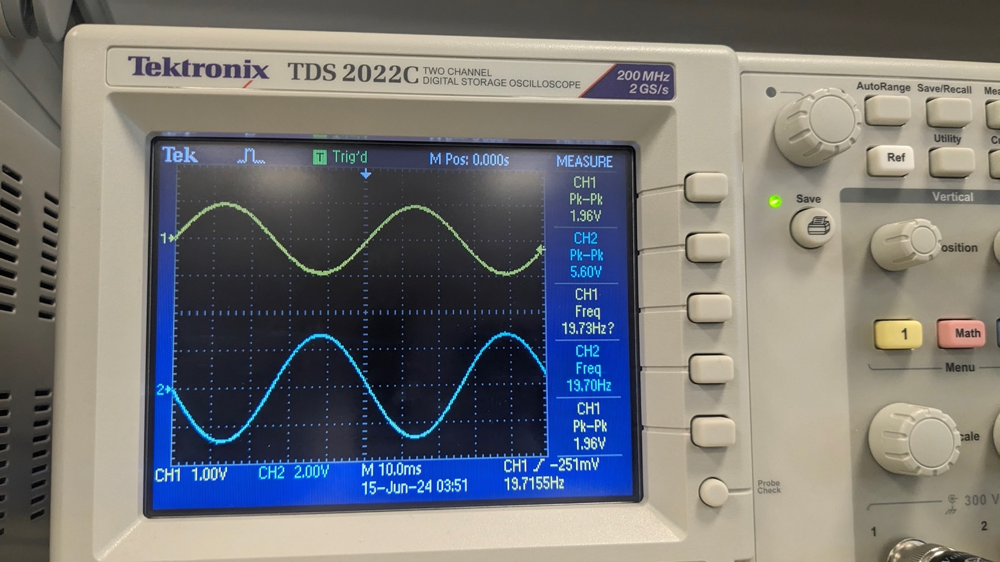 Tektronix TDS 2022C TWO CHANNEL
DIGITAL STORAGE OSCILLOSCOPE
200 MHz
2 GS/s
Tek
T Trig'd
M Pos: 0.000s
MEASURE
CH1
Pk-Pk
1.96V
CH2
Pk-Pk
5.60V
CH1
Freq
19.73Hz?
CH2
Freq
19.70Hz
CH1
Pk-Pk
1.96V
1
2
CH1 1.00V
CH2 2.00V
M 10.0ms
CH1
-251mV
15-Jun-24 03:51
19.7155Hz
AutoRange
Save/Recall
Mea
Utility
Ref
Save
Vertical
osition
1
Math
Menu
cale
Probe
Check
300 V
1
2